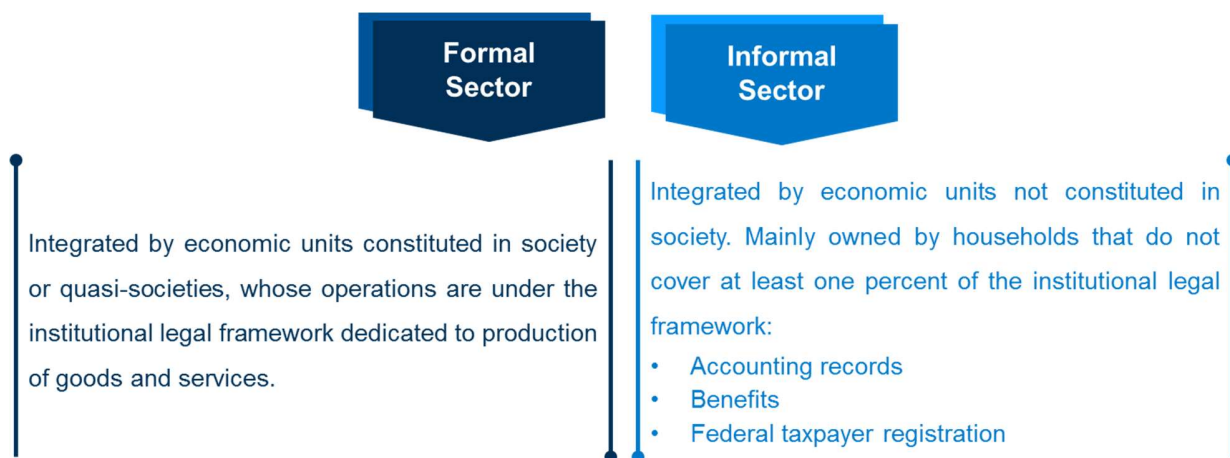 Formal
Sector
Informal
Sector
Integrated by economic units constituted in society
or quasi-societies, whose operations are under the
institutional legal framework dedicated to production
of goods and services.
Integrated by economic units not constituted in
society. Mainly owned by households that do not
cover at least one percent of the institutional legal
framework:
• Accounting records
• Benefits
• Federal taxpayer registration